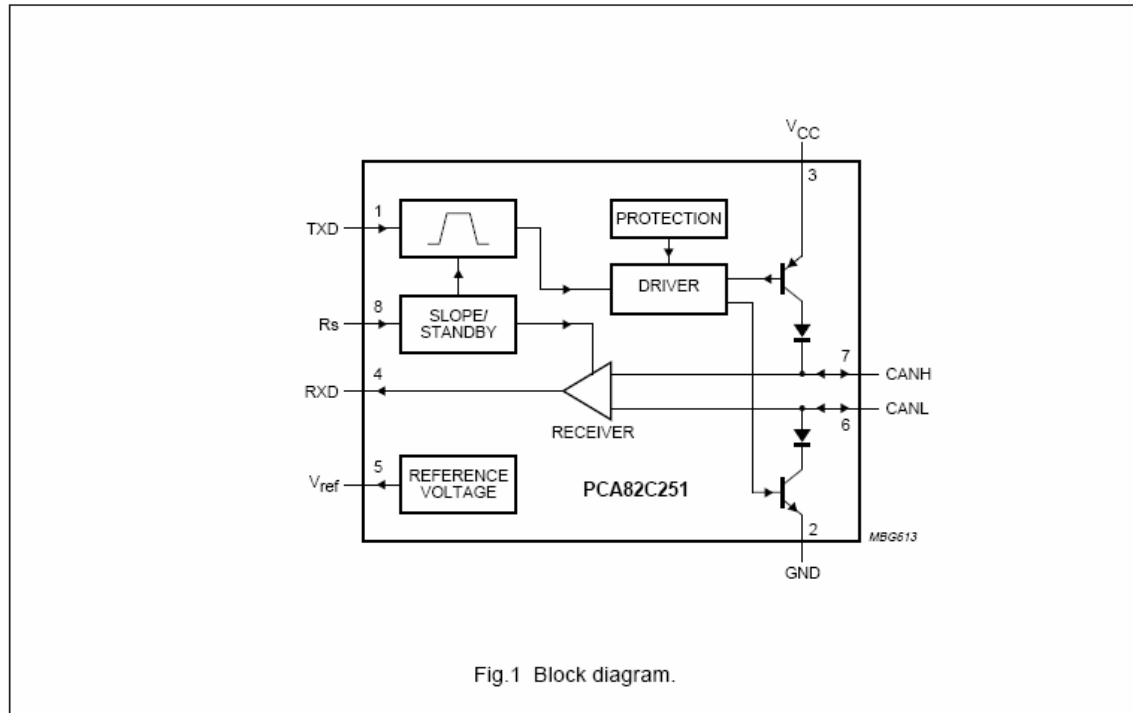 VCC
3
TXD
1
PROTECTION
DRIVER
Rs
8
SLOPE/
STANDBY
7
CANH
RXD
4
CANL
6
RECEIVER
Vref
5
REFERENCE
VOLTAGE
PCA82C251
2
MBG613
GND
Fig.1 Block diagram.